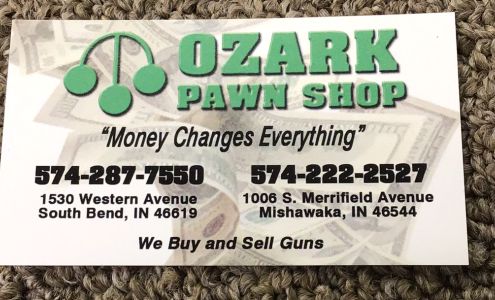 OZARK
PAWN SHOP
"Money Changes Everything"
574-287-7550
1530 Western Avenue
South Bend, IN 46619
574-222-2527
1006 S. Merrifield Avenue
Mishawaka, IN 46544
We Buy and Sell Guns